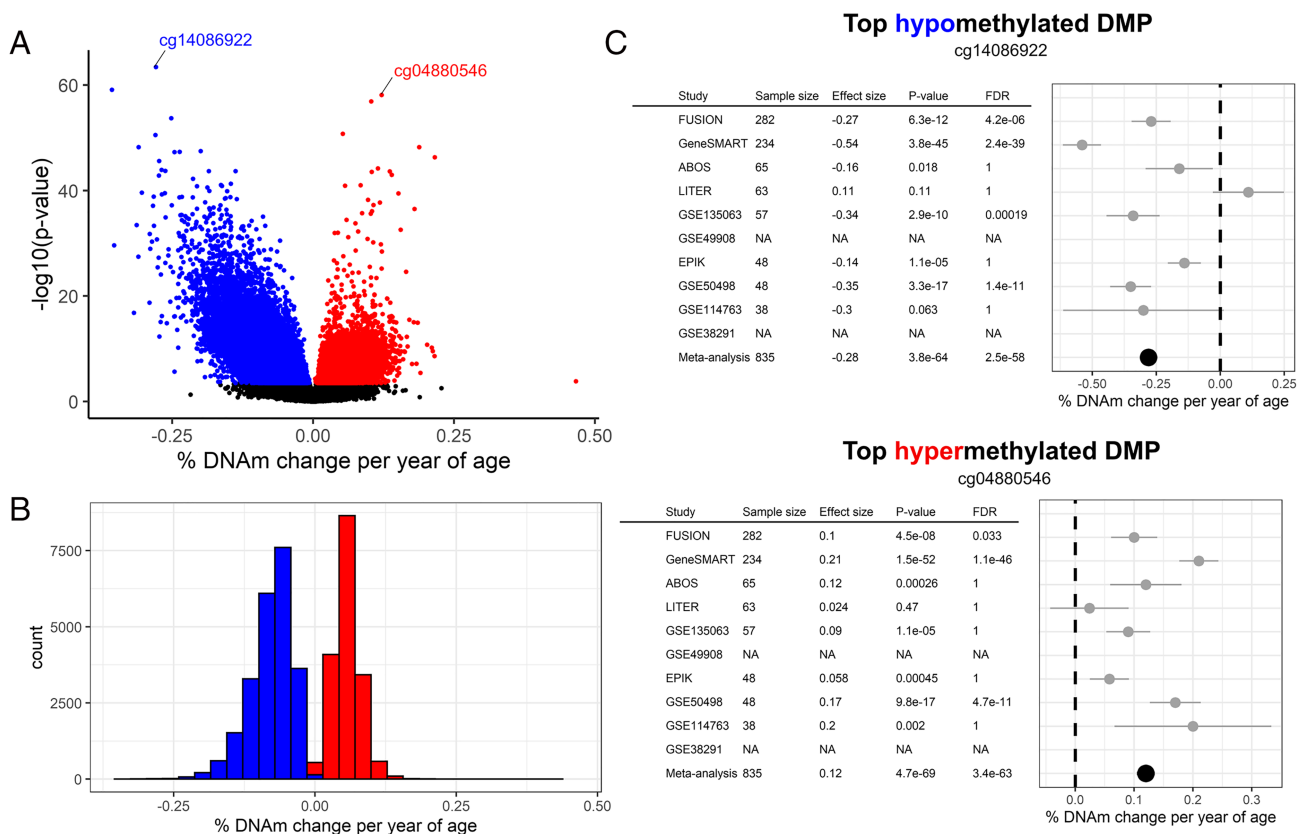 A
cg14086922
cg04880546
60
40
20
0
-log10(p-value)
-0.25 0.00 0.25 0.50
% DNAm change per year of age
B
7500
5000
2500
0
count
-0.25 0.00 0.25 0.50
% DNAm change per year of age
C
Top hypomethylated DMP
cg14086922
Study Sample size Effect size P-value FDR
FUSION 282 -0.27 6.3e-12 4.2e-06
GeneSMART 234 -0.54 3.8e-45 2.4e-39
ABOS 65 -0.16 0.018 1
LITER 63 0.11 0.11 1
GSE135063 57 -0.34 2.9e-10 0.00019
GSE49908 NA NA NA NA
EPIK 48 -0.14 1.1e-05 1
GSE50498 48 -0.35 3.3e-17 1.4e-11
GSE114763 38 -0.3 0.063 1
GSE38291 NA NA NA NA
Meta-analysis 835 -0.28 3.8e-64 2.5e-58
-0.50 -0.25 0.00 0.25
% DNAm change per year of age
Top hypermethylated DMP
cg04880546
Study Sample size Effect size P-value FDR
FUSION 282 0.1 4.5e-08 0.033
GeneSMART 234 0.21 1.5e-52 1.1e-46
ABOS 65 0.12 0.00026 1
LITER 63 0.024 0.47 1
GSE135063 57 0.09 1.1e-05 1
GSE49908 NA NA NA NA
EPIK 48 0.058 0.00045 1
GSE50498 48 0.17 9.8e-17 4.7e-11
GSE114763 38 0.2 0.002 1
GSE38291 NA NA NA NA
Meta-analysis 835 0.12 4.7e-69 3.4e-63
0.0 0.1 0.2 0.3
% DNAm change per year of age